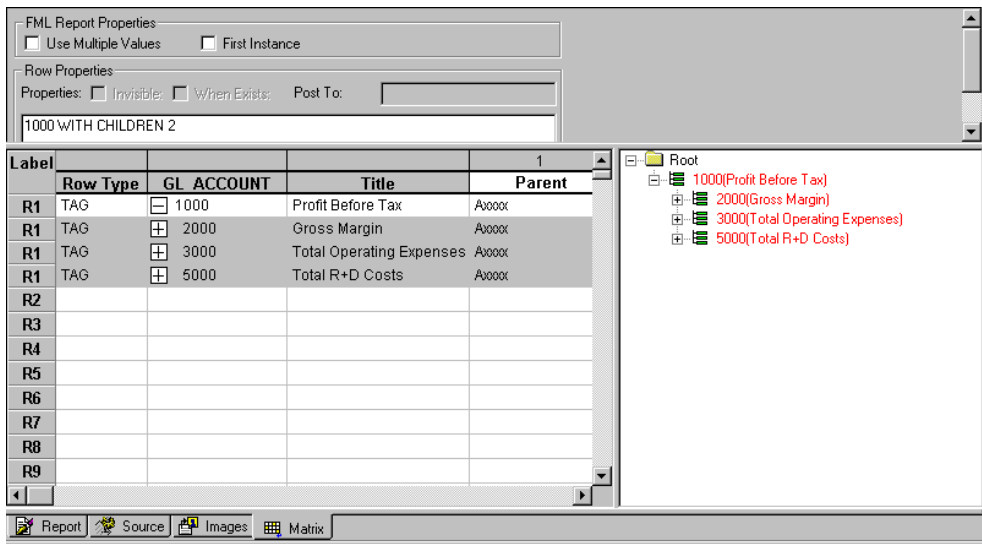 FML Report Properties
Use Multiple Values First Instance
Row Properties
Properties: Invisible: When Exists: Post To:
1000 WITH CHILDREN 2
Label 1
Row Type GL_ACCOUNT Title Parent
R1 TAG 1000 Profit Before Tax Axxxx
R1 TAG 2000 Gross Margin Axxxx
R1 TAG 3000 Total Operating Expenses Axxxx
R1 TAG 5000 Total R+D Costs Axxxx
R2
R3
R4
R5
R6
R7
R8
R9
Root
1000(Profit Before Tax)
2000(Gross Margin)
3000(Total Operating Expenses)
5000(Total R+D Costs)
Report Source Images Matrix